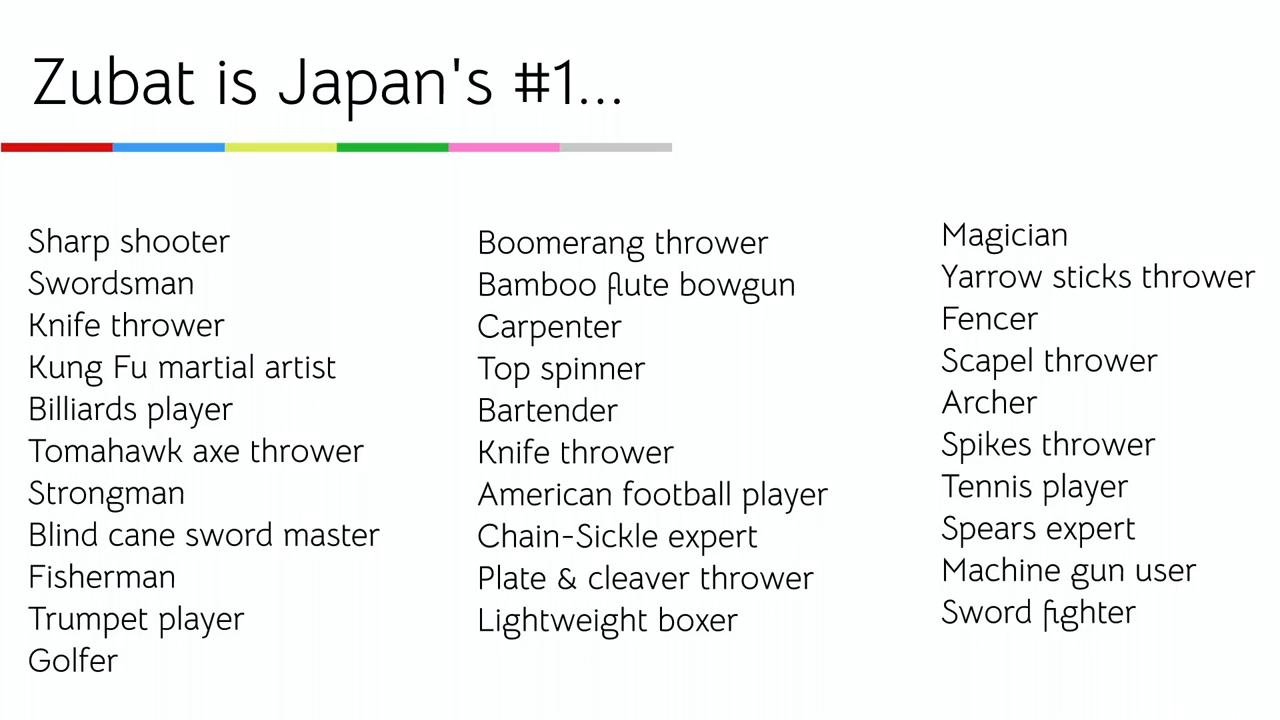 Zubat is Japan's #1...
Sharp shooter
Swordsman
Knife thrower
Kung Fu martial artist
Billiards player
Tomahawk axe thrower
Strongman
Blind cane sword master
Fisherman
Trumpet player
Golfer
Boomerang thrower
Bamboo flute bowgun
Carpenter
Top spinner
Bartender
Knife thrower
American football player
Chain-Sickle expert
Plate & cleaver thrower
Lightweight boxer
Magician
Yarrow sticks thrower
Fencer
Scapel thrower
Archer
Spikes thrower
Tennis player
Spears expert
Machine gun user
Sword fighter